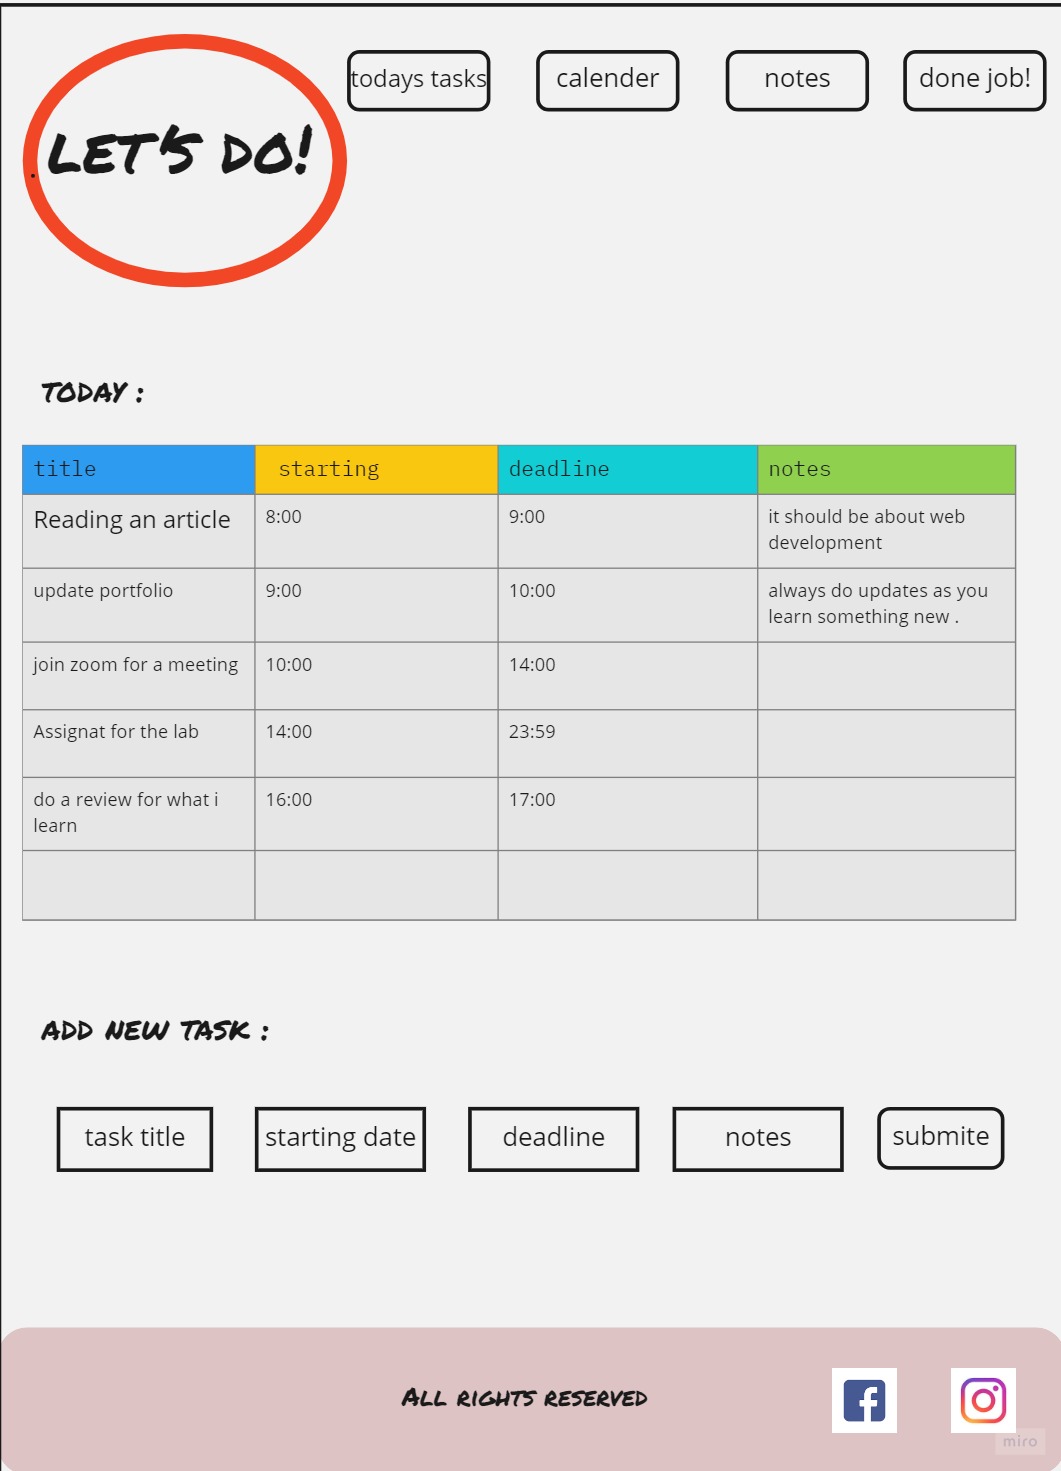 LET'S DO!
todays tasks
calender
notes
done job!
TODAY :
title
starting
deadline
notes
Reading an article
8:00
9:00
it should be about web
development
update portfolio
9:00
10:00
always do updates as you
learn something new .
join zoom for a meeting
10:00
14:00
Assignat for the lab
14:00
23:59
do a review for what i
learn
16:00
17:00
ADD NEW TASK :
task title
starting date
deadline
notes
submite
ALL RIGHTS RESERVED
miro